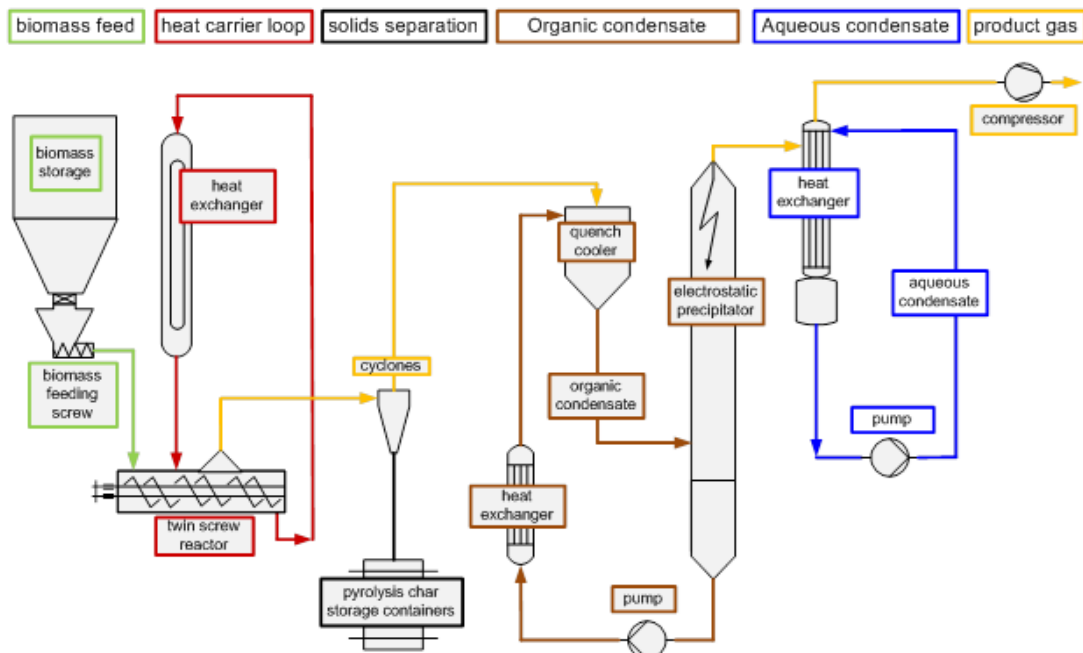 biomass feed
heat carrier loop
solids separation
Organic condensate
Aqueous condensate
product gas
compressor
biomass
storage
heat
exchanger
quench
cooler
heat
exchanger
electrostatic
precipitator
aqueous
condensate
cyclones
biomass
feeding
screw
organic
condensate
pump
heat
exchanger
twin screw
reactor
pyrolysis char
storage containers
pump